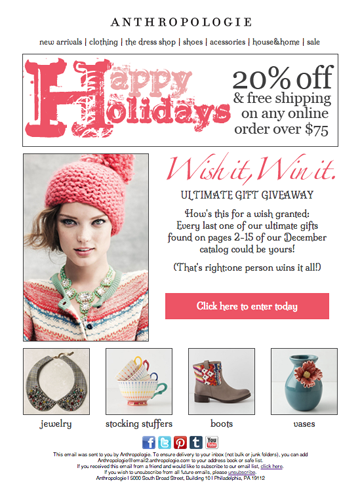 ANTHROPOLOGIE
new arrivals | clothing | the dress shop | shoes | acessories | house&home | sale
Happy
Holidays
20% off
& free shipping
on any online
order over $75
Wish it, Win it.
ULTIMATE GIFT GIVEAWAY
How's this for a wish granted:
Every last one of our ultimate gifts
found on pages 2-15 of our December
catalog could be yours!
(That's right:one person wins it all!)
Click here to enter today
jewelry
stocking stuffers
boots
vases
f
P
t
You
This email was sent to you by Anthropologie. To ensure delivery to your inbox (not bulk or junk folders), you can add
Anthropologie@email2.anthropologie.com to your address book or safe list.
If you received this email from a friend and would like to subscribe to our email list, click here.
If you wish to unsubscribe from all future emails, please unsubscribe.
Anthropologie | 5000 South Broad Street, Building 10 | Philadelphia, PA 19112